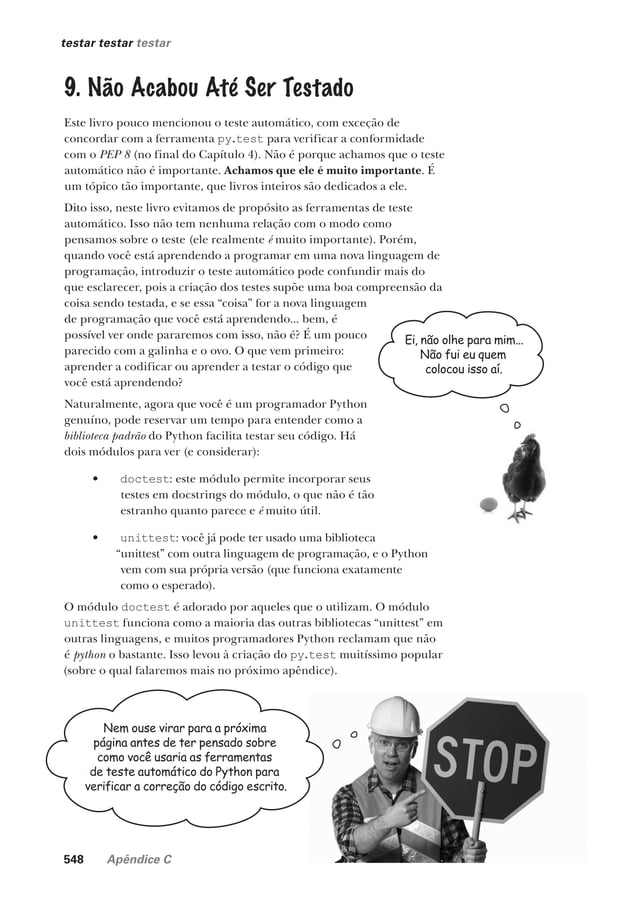 testar testar testar
9. Não Acabou Até Ser Testado
Este livro pouco mencionou o teste automático, com exceção de
concordar com a ferramenta py.test para verificar a conformidade
com o PEP 8 (no final do Capítulo 4). Não é porque achamos que o teste
automático não é importante. Achamos que ele é muito importante. É
um tópico tão importante, que livros inteiros são dedicados a ele.
Dito isso, neste livro evitamos de propósito as ferramentas de teste
automático. Isso não tem nenhuma relação com o modo como
pensamos sobre o teste (ele realmente é muito importante). Porém,
quando você está aprendendo a programar em uma nova linguagem de
programação, introduzir o teste automático pode confundir mais do
que esclarecer, pois a criação dos testes supõe uma boa compreensão da
coisa sendo testada, e se essa “coisa” for a nova linguagem
de programação que você está aprendendo... bem, é
possível ver onde pararemos com isso, não é? É um pouco
parecido com a galinha e o ovo. O que vem primeiro:
aprender a codificar ou aprender a testar o código que
você está aprendendo?
Ei, não olhe para mim...
Não fui eu quem
colocou isso aí.
Naturalmente, agora que você é um programador Python
genuíno, pode reservar um tempo para entender como a
biblioteca padrão do Python facilita testar seu código. Há
dois módulos para ver (e considerar):
• doctest: este módulo permite incorporar seus
testes em docstrings do módulo, o que não é tão
estranho quanto parece e é muito útil.
• unittest: você já pode ter usado uma biblioteca
“unittest” com outra linguagem de programação, e o Python
vem com sua própria versão (que funciona exatamente
como o esperado).
O módulo doctest é adorado por aqueles que o utilizam. O módulo
unittest funciona como a maioria das outras bibliotecas “unittest” em
outras linguagens, e muitos programadores Python reclamam que não
é python o bastante. Isso levou à criação do py.test muitíssimo popular
(sobre o qual falaremos mais no próximo apêndice).
Nem ouse virar para a próxima
página antes de ter pensado sobre
como você usaria as ferramentas
de teste automático do Python para
verificar a correção do código escrito.
STOP
548 Apêndice C